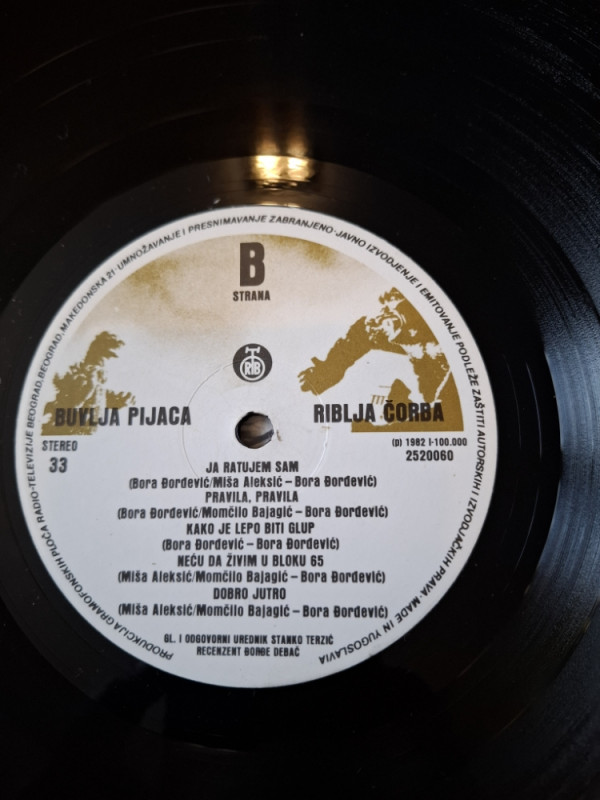 PRODUKCIJA GRAMOFONSKIH PLOČA RADIO-TELEVIZIJE BEOGRAD, BEOGRAD, MAKEDONSKA 21 · UMNOŽAVANJE I PRESNIMAVANJE ZABRANJENO · JAVNO IZVODJENJE I EMITOVANJE PODLEŽE ZAŠTITI AUTORSKIH I IZVODJAČKIH PRAVA · MADE IN YUGOSLAVIA
B
STRANA
RTB
BUVLJA PIJACA
RIBLJA ČORBA
STEREO
33
(p) 1982 I-100.000
2520060
JA RATUJEM SAM
(Bora Đorđević/Miša Aleksić – Bora Đorđević)
PRAVILA, PRAVILA
(Bora Đorđević/Momčilo Bajagić – Bora Đorđević)
KAKO JE LEPO BITI GLUP
(Bora Đorđević – Bora Đorđević)
NEĆU DA ŽIVIM U BLOKU 65
(Miša Aleksić/Momčilo Bajagić – Bora Đorđević)
DOBRO JUTRO
(Miša Aleksić/Momčilo Bajagić – Bora Đorđević)
GL. I ODGOVORNI UREDNIK STANKO TERZIĆ
RECENZENT ĐORĐE DEBAČ